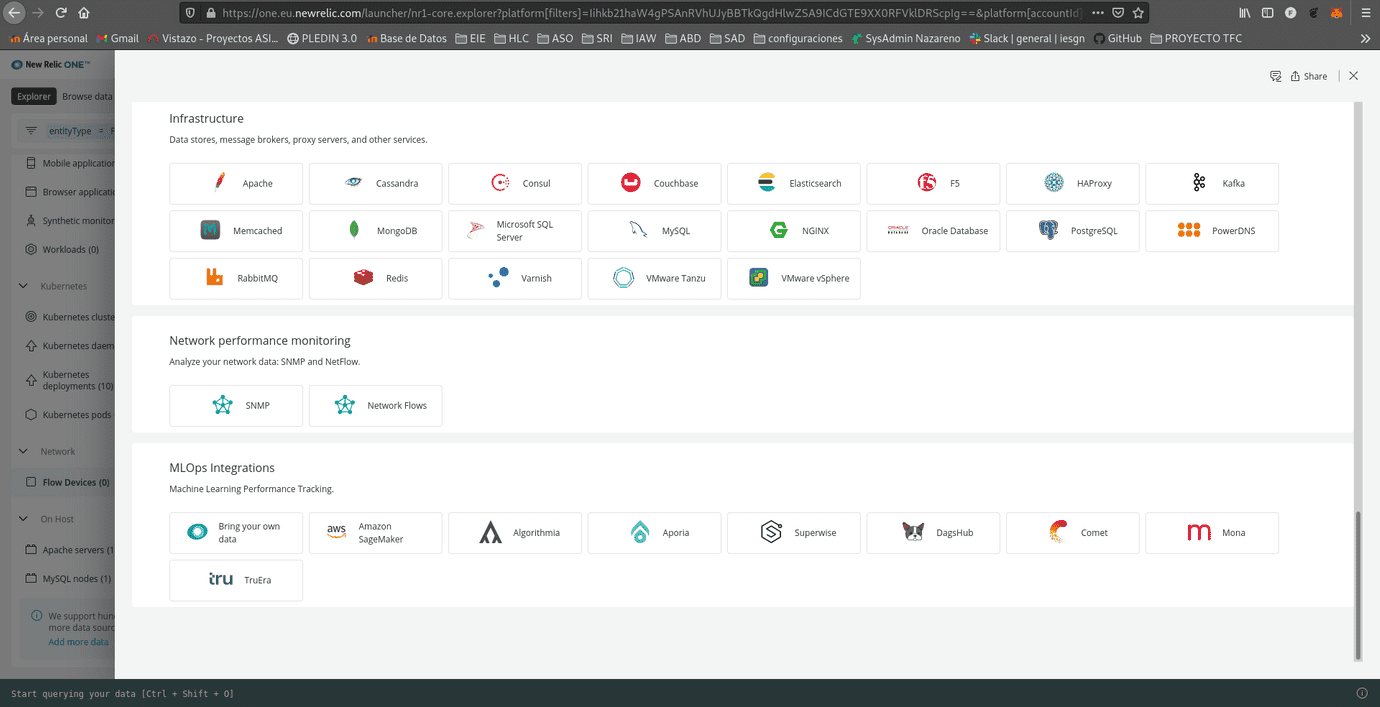 https://one.eu.newrelic.com/launcher/nr1-core.explorer?platform[filters]=Iihkb21haW4gPSAnRVhUJyBBTkQgdHlwZSA9ICdGTE9XX0RFVklDRScpIg==&platform[accountId]
Área personal Gmail Vistazo - Proyectos ASI... PLEDIN 3.0 Base de Datos EIE HLC ASO SRI IAW ABD SAD configuraciones SysAdmin Nazareno Slack | general | iesgn GitHub PROYECTO TFC
New Relic ONE™
Share
Explorer Browse data
entityType =
Mobile application
Browser applicatio
Synthetic monitor
Workloads (0)
Kubernetes
Kubernetes cluste
Kubernetes daem
Kubernetes
deployments (10)
Kubernetes pods
Network
Flow Devices (0)
On Host
Apache servers (1
MySQL nodes (1)
We support hund
more data sourc
Add more data
Infrastructure
Data stores, message brokers, proxy servers, and other services.
Apache Cassandra Consul Couchbase Elasticsearch F5 HAProxy Kafka
Memcached MongoDB Microsoft SQL Server MySQL NGINX ORACLE DATABASE Oracle Database PostgreSQL PowerDNS
RabbitMQ Redis Varnish VMware Tanzu VMware vSphere
Network performance monitoring
Analyze your network data: SNMP and NetFlow.
SNMP Network Flows
MLOps Integrations
Machine Learning Performance Tracking.
Bring your own data aws Amazon SageMaker Algorithmia Aporia Superwise DagsHub Comet Mona
tru TruEra
Start querying your data [Ctrl + Shift + O]